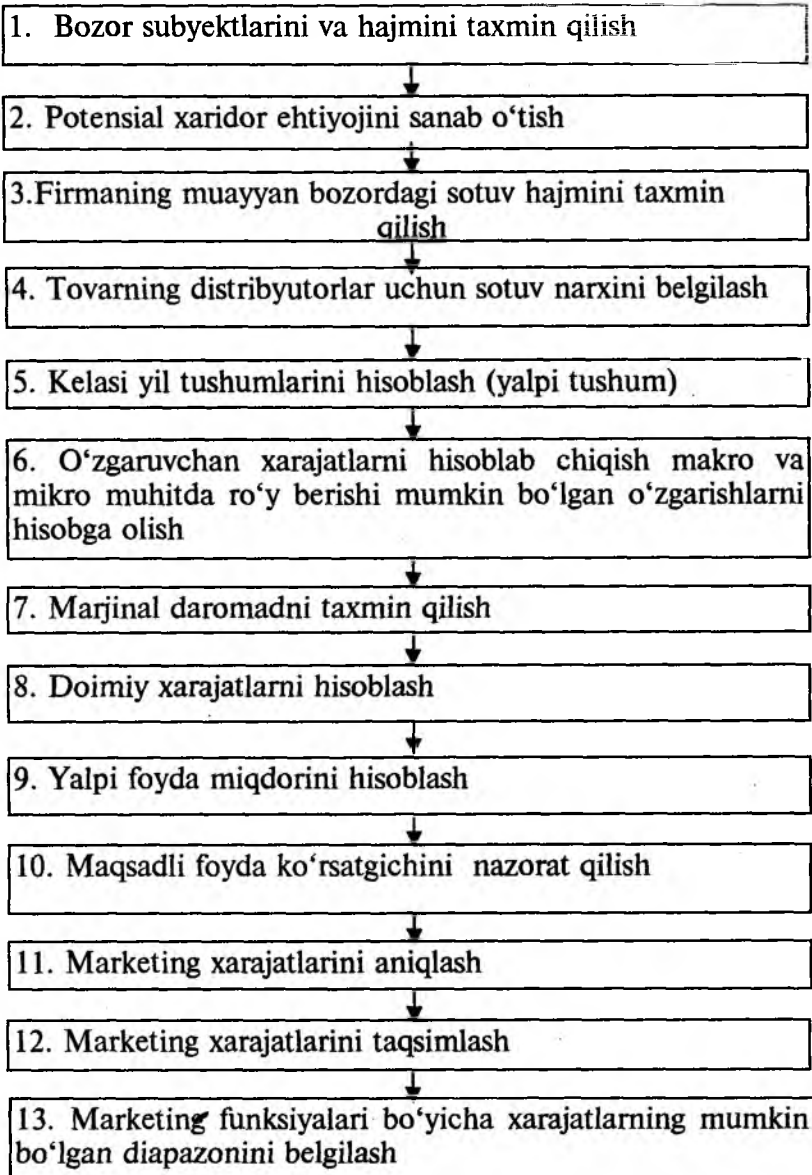 1. Bozor subyektlarini va hajmini taxmin qilish
2. Potensial xaridor ehtiyojini sanab o‘tish
3.Firmaning muayyan bozordagi sotuv hajmini taxmin
qilish
4. Tovarning distribyutorlar uchun sotuv narxini belgilash
5. Kelasi yil tushumlarini hisoblash (yalpi tushum)
6. O‘zgaruvchan xarajatlarni hisoblab chiqish makro va
mikro muhitda ro‘y berishi mumkin bo‘lgan o‘zgarishlarni
hisobga olish
7. Marjinal daromadni taxmin qilish
8. Doimiy xarajatlarni hisoblash
9. Yalpi foyda miqdorini hisoblash
10. Maqsadli foyda ko‘rsatgichini nazorat qilish
11. Marketing xarajatlarini aniqlash
12. Marketing xarajatlarini taqsimlash
13. Marketing funksiyalari bo‘yicha xarajatlarning mumkin
bo‘lgan diapazonini belgilash